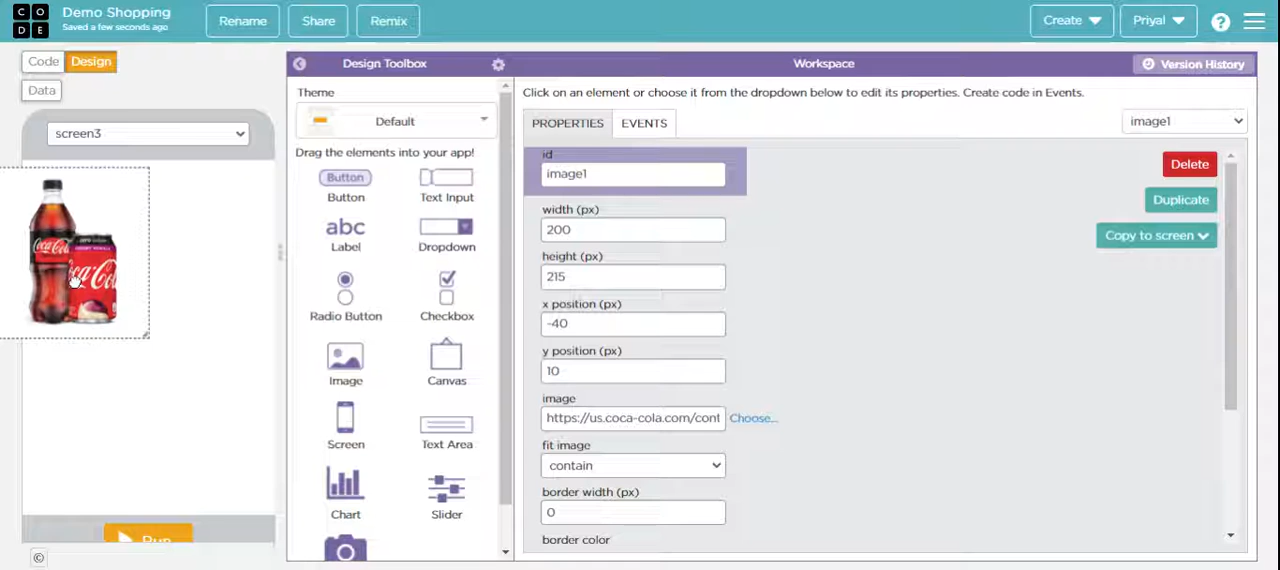 CO
DE
Demo Shopping
Saved a few seconds ago
Rename
Share
Remix
Create
Priyal
?
Code
Design
Data
Design Toolbox
Workspace
Version History
Theme
Default
Click on an element or choose it from the dropdown below to edit its properties. Create code in Events.
PROPERTIES
EVENTS
image1
screen3
Drag the elements into your app!
Button
Button
Text Input
abc
Label
Dropdown
Radio Button
Checkbox
Image
Canvas
Screen
Text Area
Chart
Slider
id
image1
Delete
width (px)
200
Duplicate
height (px)
215
Copy to screen
x position (px)
-40
y position (px)
10
image
https://us.coca-cola.com/cont
Choose...
fit image
contain
border width (px)
0
border color
Coca-Cola
Run
©